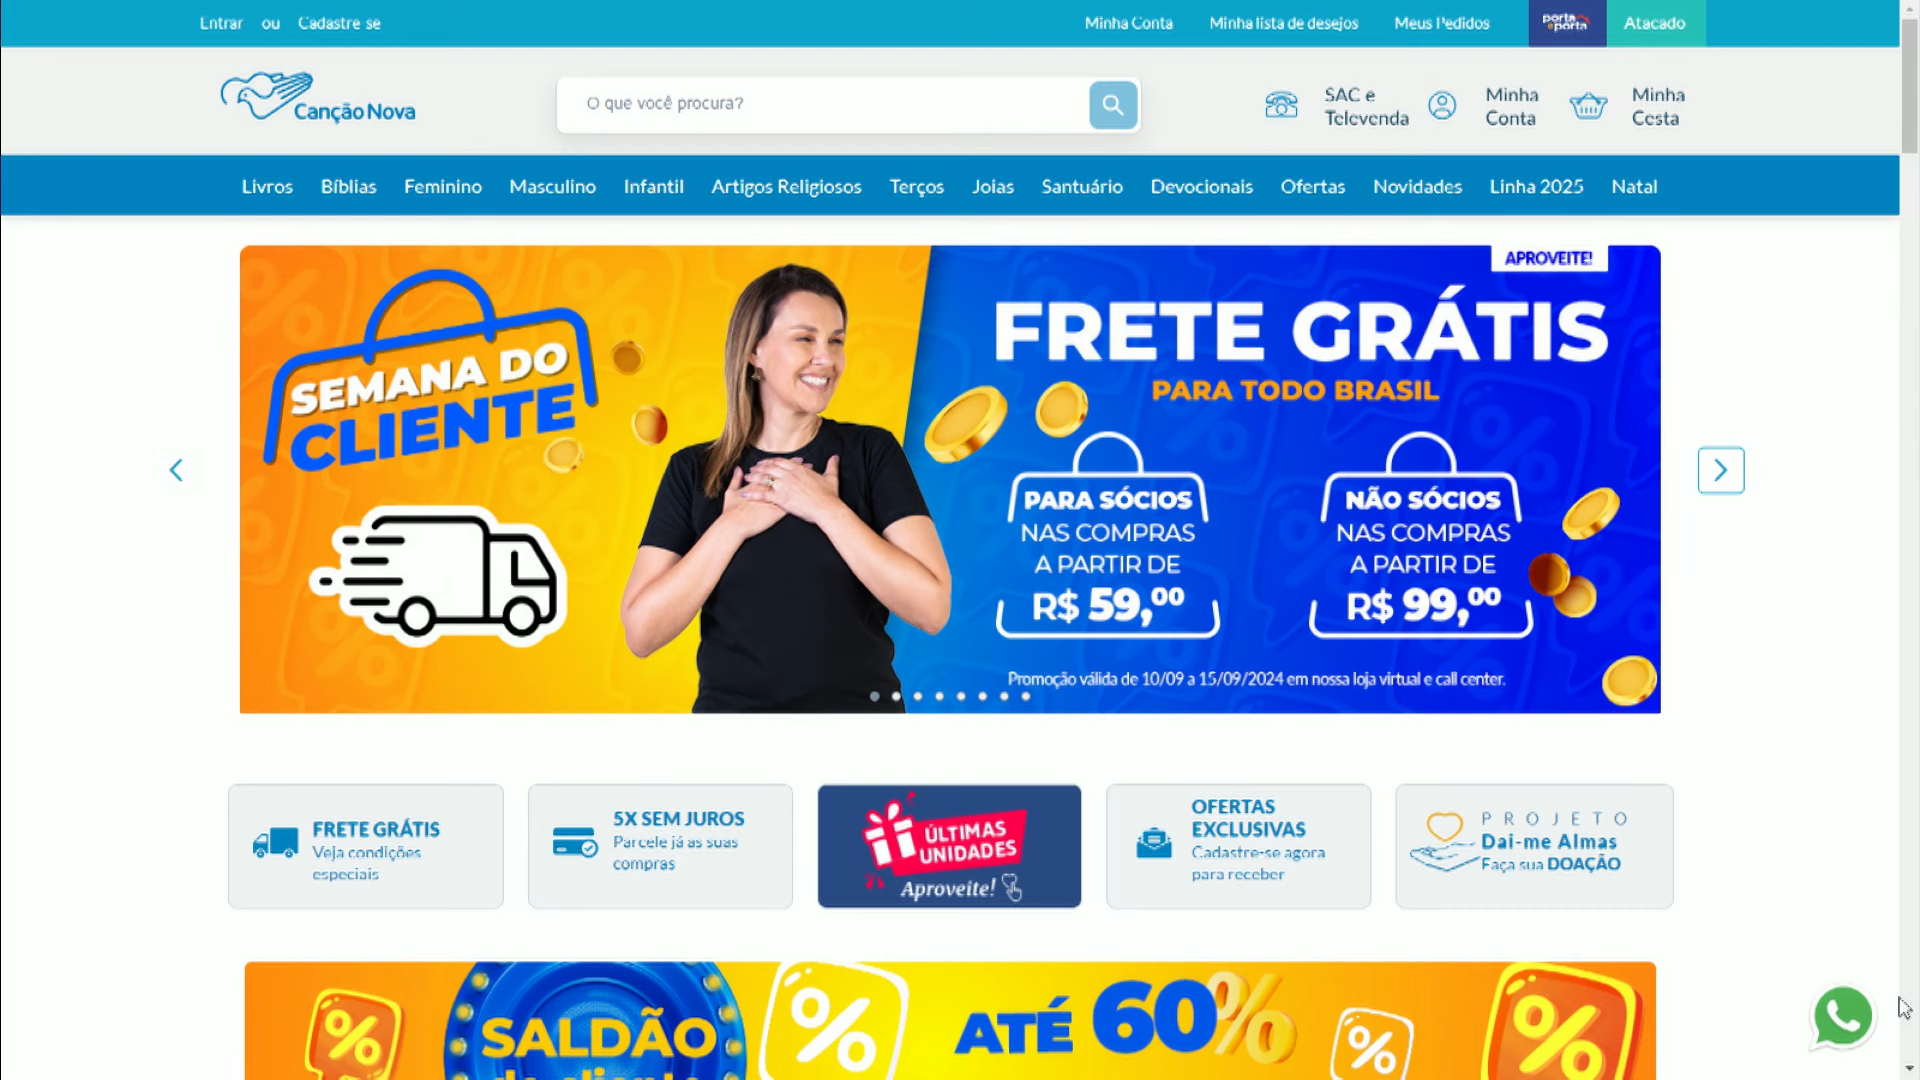 Entrar ou Cadastre-se
Minha Conta Minha lista de desejos Meus Pedidos porta a porta Atacado
Canção Nova
O que você procura?
SAC e Televenda
Minha Conta
Minha Cesta
Livros Bíblias Feminino Masculino Infantil Artigos Religiosos Terços Joias Santuário Devocionais Ofertas Novidades Linha 2025 Natal
APROVEITE!
SEMANA DO
CLIENTE
FRETE GRÁTIS
PARA TODO BRASIL
PARA SÓCIOS
NAS COMPRAS
A PARTIR DE
R$ 59,00
NÃO SÓCIOS
NAS COMPRAS
A PARTIR DE
R$ 99,00
Promoção válida de 10/09 a 15/09/2024 em nossa loja virtual e call center.
FRETE GRÁTIS
Veja condições
especiais
5X SEM JUROS
Parcele já as suas
compras
ÚLTIMAS
UNIDADES
Aproveite!
OFERTAS
EXCLUSIVAS
Cadastre-se agora
para receber
PROJETO
Dai-me Almas
Faça sua DOAÇÃO
SALDÃO
do cliente
ATÉ 60%